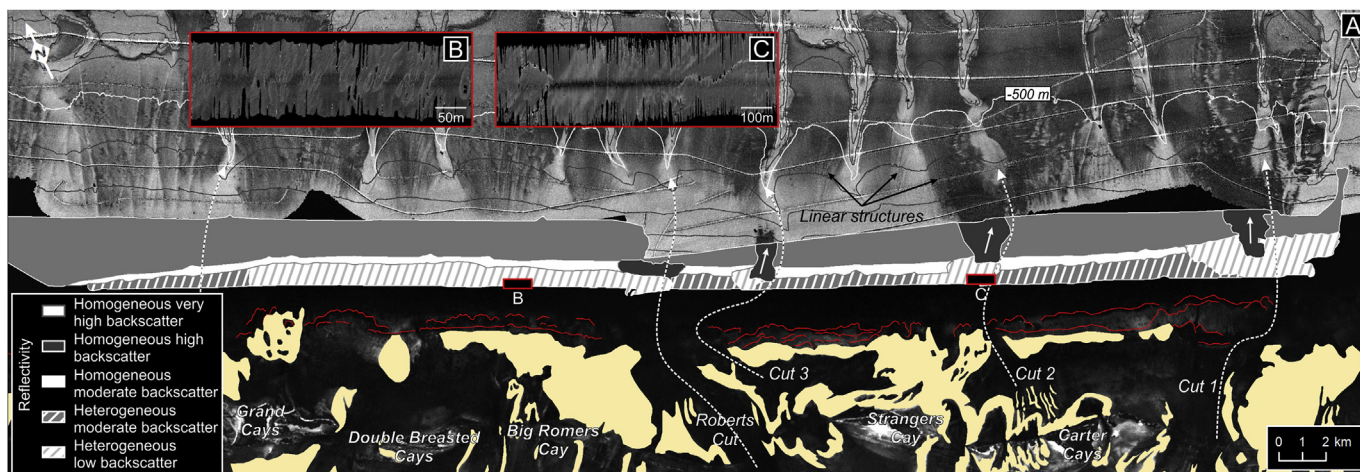 A
N
B
C
50m
100m
-500 m
Linear structures
B
C
Reflectivity
Homogeneous very
high backscatter
Homogeneous high
backscatter
Homogeneous
moderate backscatter
Heterogeneous
moderate backscatter
Heterogeneous
low backscatter
Cut 3
Cut 2
Cut 1
Grand
Cays
Double Breasted
Cays
Big Romers
Cay
Roberts
Cut
Strangers
Cay
Carter
Cays
0 1 2
km